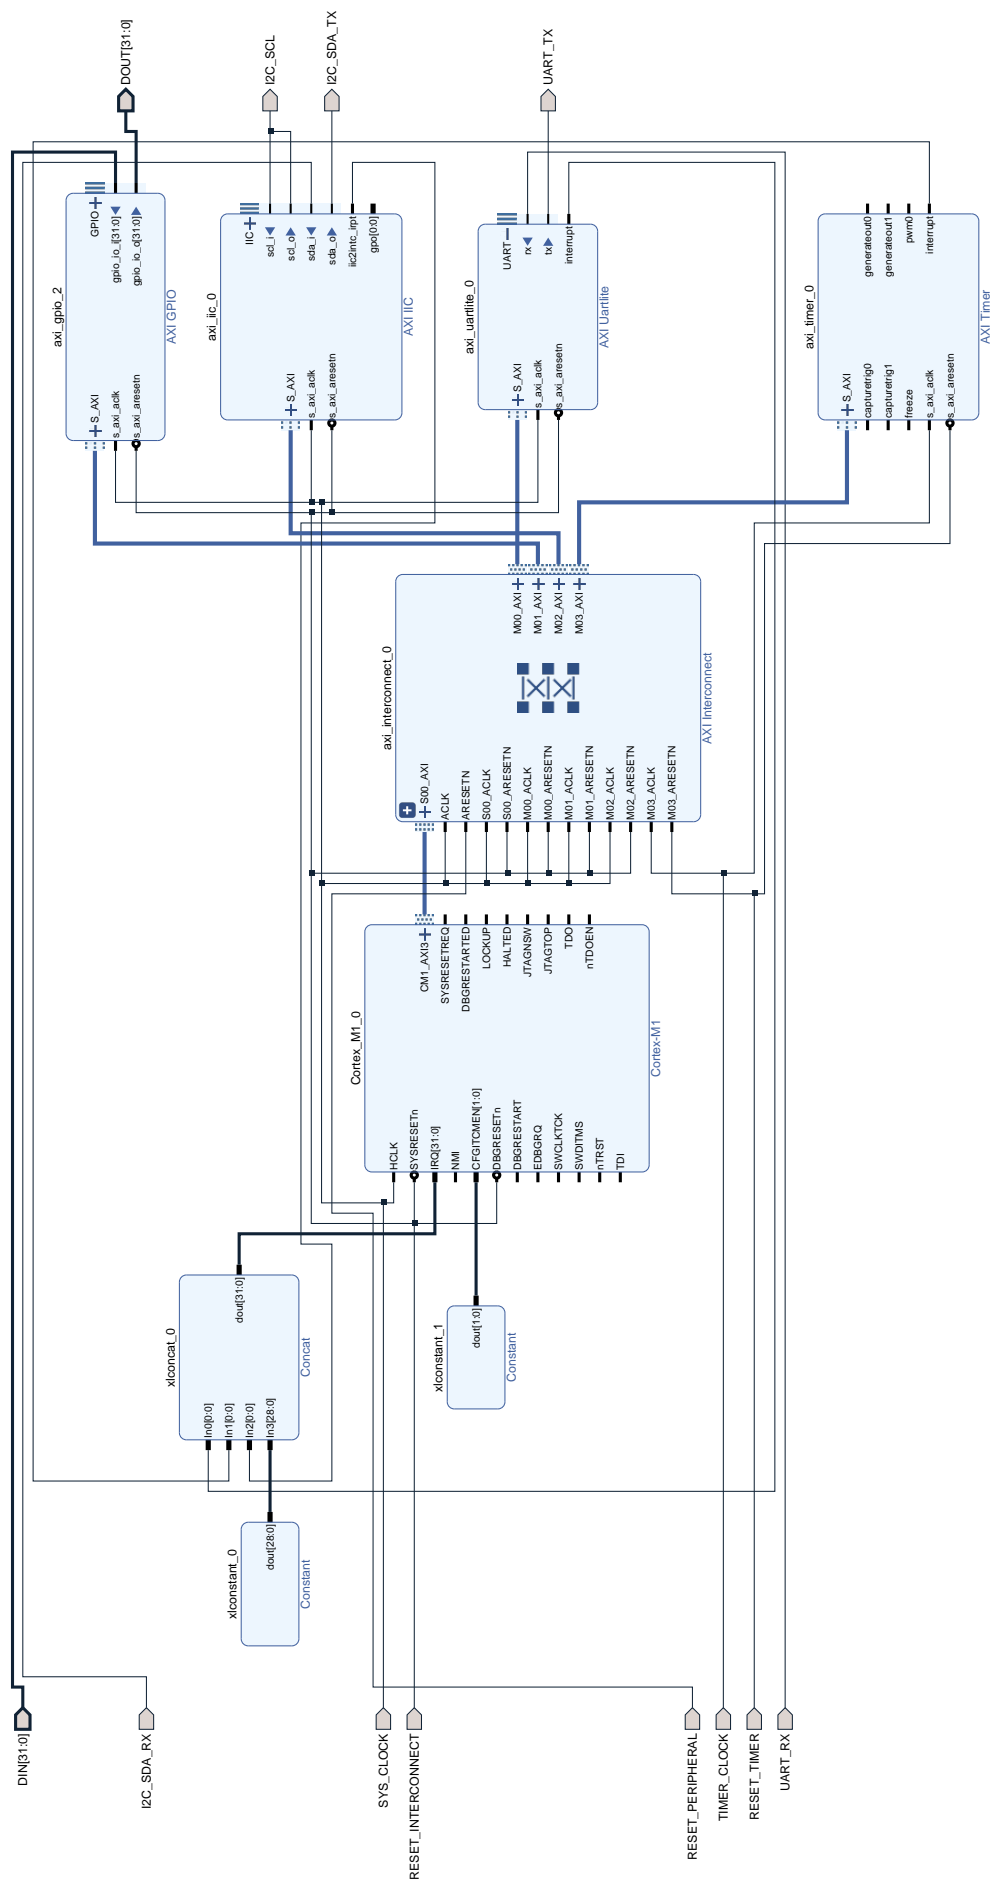 DIN[31:0]
I2C_SDA_RX
SYS_CLOCK
RESET_INTERCONNECT
RESET_PERIPHERAL
TIMER_CLOCK
RESET_TIMER
UART_RX
xlconstant_0
dout[28:0]
Constant
xlconcat_0
In0[0:0]
In1[0:0]
In2[0:0]
In3[28:0]
dout[31:0]
Concat
xlconstant_1
dout[1:0]
Constant
Cortex_M1_0
HCLK
SYSRESETn
IRQ[31:0]
NMI
CFGITCMEN[1:0]
DBGRESETn
DBGRESTART
EDBGRQ
SWCLKTCK
SWDITMS
nTRST
TDI
CM1_AXI3
SYSRESETREQ
DBGRESTARTED
LOCKUP
HALTED
JTAGNSW
JTAGTOP
TDO
nTDOEN
Cortex-M1
axi_interconnect_0
S00_AXI
ACLK
ARESETN
S00_ACLK
S00_ARESETN
M00_ACLK
M00_ARESETN
M01_ACLK
M01_ARESETN
M02_ACLK
M02_ARESETN
M03_ACLK
M03_ARESETN
M00_AXI
M01_AXI
M02_AXI
M03_AXI
AXI Interconnect
axi_gpio_2
S_AXI
s_axi_aclk
s_axi_aresetn
GPIO
gpio_io_i[31:0]
gpio_io_o[31:0]
AXI GPIO
axi_iic_0
S_AXI
s_axi_aclk
s_axi_aresetn
IIC
scl_i
scl_o
sda_i
sda_o
iic2intc_irpt
gpo[0:0]
AXI IIC
axi_uartlite_0
S_AXI
s_axi_aclk
s_axi_aresetn
UART
rx
tx
interrupt
AXI Uartlite
axi_timer_0
S_AXI
capturetrig0
capturetrig1
freeze
s_axi_aclk
s_axi_aresetn
generateout0
generateout1
pwm0
interrupt
AXI Timer
DOUT[31:0]
I2C_SCL
I2C_SDA_TX
UART_TX